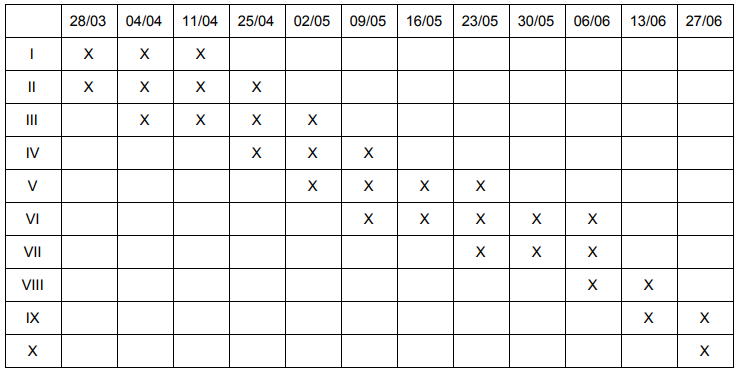 28/03 04/04 11/04 25/04 02/05 09/05 16/05 23/05 30/05 06/06 13/06 27/06
I X X X
II X X X X
III X X X X
IV X X X
V X X X X
VI X X X X X
VII X X X
VIII X X
IX X X
X X